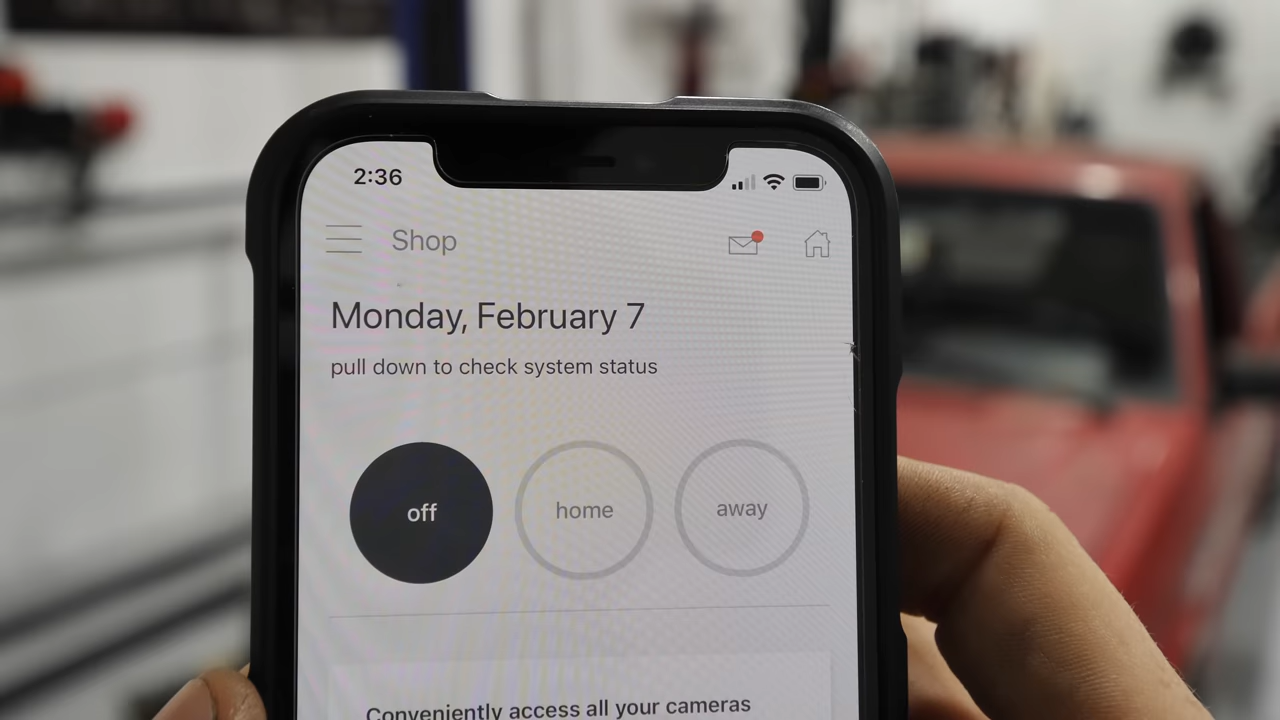 2:36
Shop
Monday, February 7
pull down to check system status
off
home
away
Conveniently access all your cameras